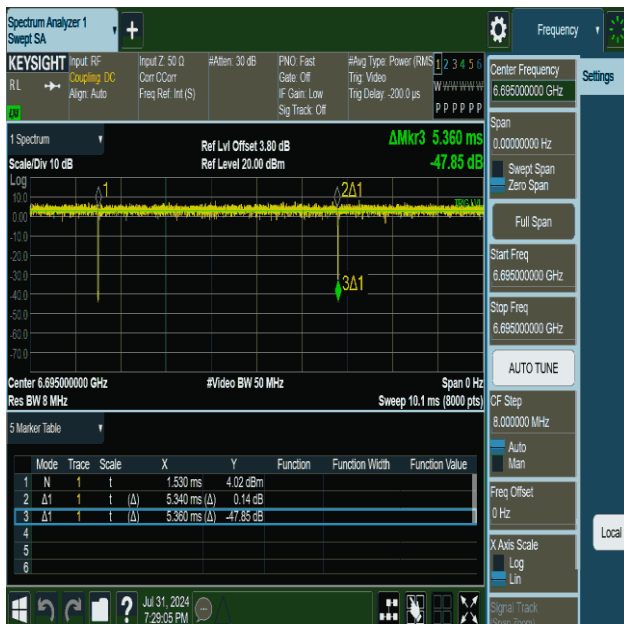 Spectrum Analyzer 1
Swept SA
Frequency
KEYSIGHT
RL
Input: RF
Coupling: DC
Align: Auto
Input Z: 50 Ω
Corr CCorr
Freq Ref: Int (S)
#Atten: 30 dB
PNO: Fast
Gate: Off
IF Gain: Low
Sig Track: Off
#Avg Type: Power (RMS
Trig: Video
Trig Delay: -200.0 µs
1 2 3 4 5 6
W W W W W W
P P P P P P
Center Frequency
6.695000000 GHz
Settings
Span
0.00000000 Hz
Swept Span
Zero Span
Full Span
Start Freq
6.695000000 GHz
Stop Freq
6.695000000 GHz
AUTO TUNE
CF Step
8.000000 MHz
Auto
Man
Freq Offset
0 Hz
X Axis Scale
Log
Lin
Signal Track
(Span Zoom)
Local
1 Spectrum
Scale/Div 10 dB
Log
Ref Lvl Offset 3.80 dB
Ref Level 20.00 dBm
ΔMkr3 5.360 ms
-47.85 dB
10.0
0.00
-10.0
-20.0
-30.0
-40.0
-50.0
-60.0
-70.0
1
2Δ1
TRIG LVL
3Δ1
Center 6.695000000 GHz
Res BW 8 MHz
#Video BW 50 MHz
Span 0 Hz
Sweep 10.1 ms (8000 pts)
5 Marker Table
Mode Trace Scale X Y Function Function Width Function Value
1 N 1 t 1.530 ms 4.02 dBm
2 Δ1 1 t (Δ) 5.340 ms (Δ) 0.14 dB
3 Δ1 1 t (Δ) 5.360 ms (Δ) -47.85 dB
4
5
6
?
Jul 31, 2024
7:29:05 PM